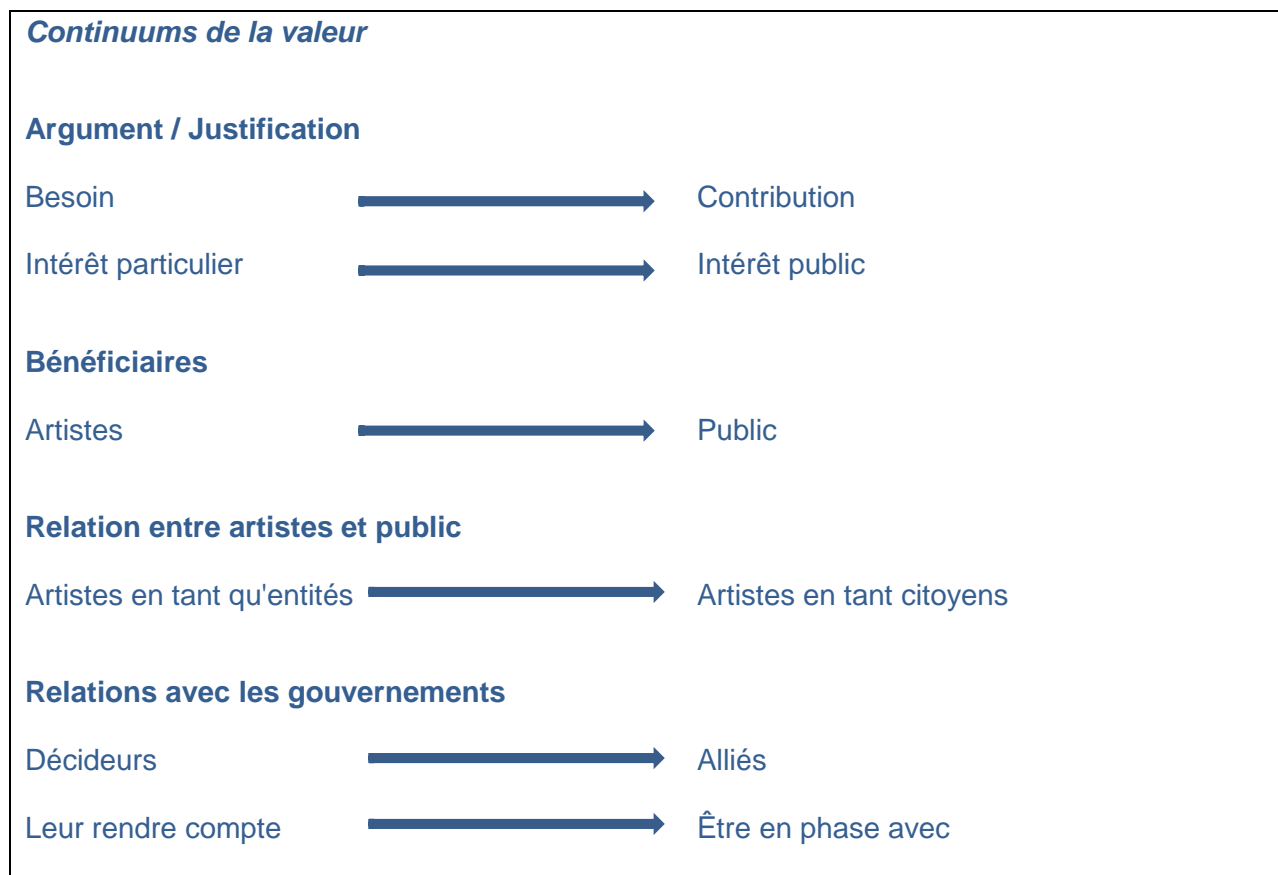 Continuums de la valeur
Argument / Justification
Besoin Contribution
Intérêt particulier Intérêt public
Bénéficiaires
Artistes Public
Relation entre artistes et public
Artistes en tant qu'entités Artistes en tant citoyens
Relations avec les gouvernements
Décideurs Alliés
Leur rendre compte Être en phase avec